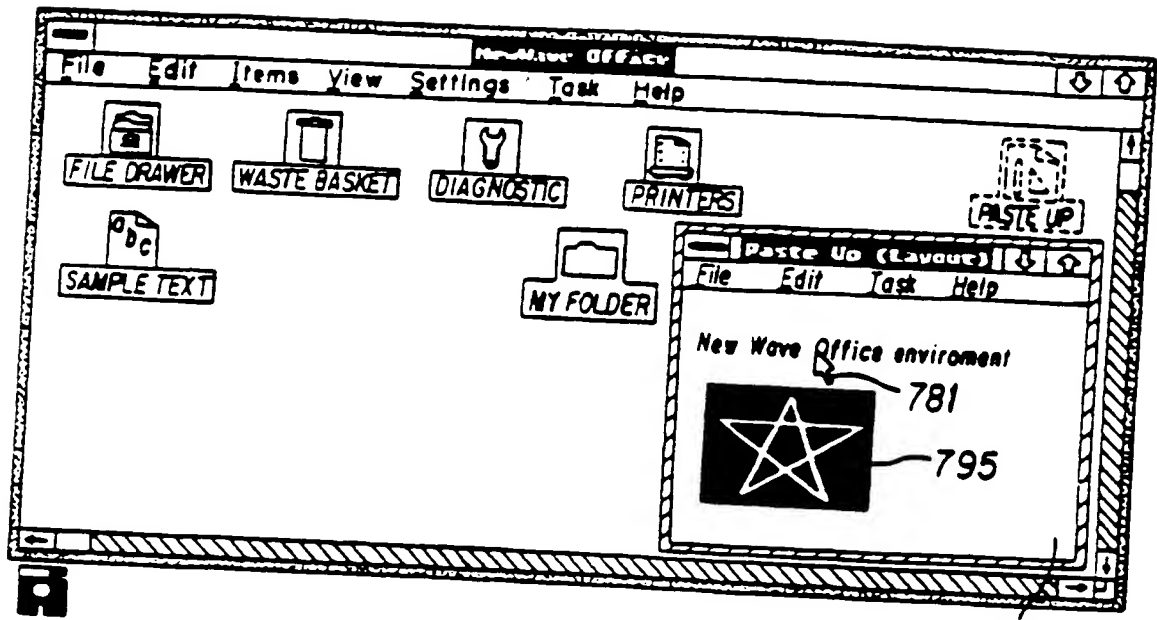 NewWave Office
File Edit Items View Settings Task Help
FILE DRAWER WASTE BASKET DIAGNOSTIC PRINTERS PASTE UP
SAMPLE TEXT MY FOLDER
Paste Up (Layout)
File Edit Task Help
New Wave Office enviroment
781
795
abc